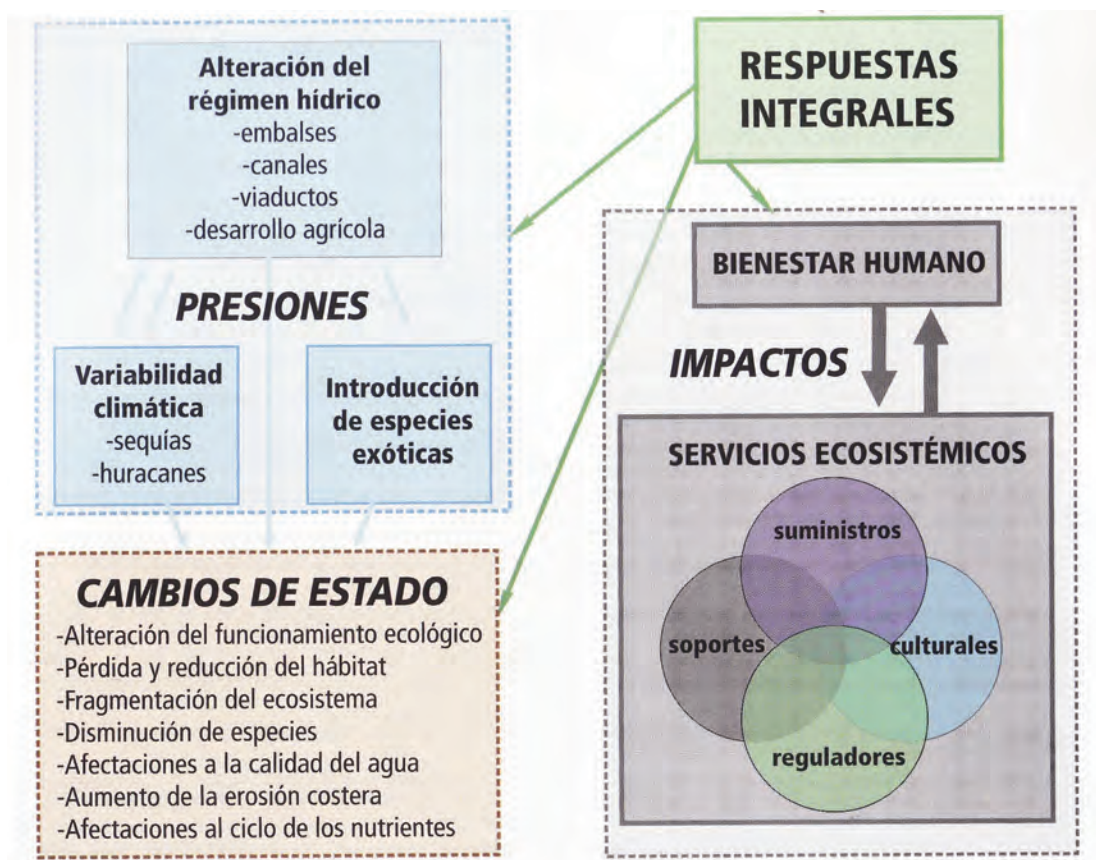 Alteración del
régimen hídrico
-embalses
-canales
-viaductos
-desarrollo agrícola
PRESIONES
Variabilidad
climática
-sequías
-huracanes
Introducción
de especies
exóticas
CAMBIOS DE ESTADO
-Alteración del funcionamiento ecológico
-Pérdida y reducción del hábitat
-Fragmentación del ecosistema
-Disminución de especies
-Afectaciones a la calidad del agua
-Aumento de la erosión costera
-Afectaciones al ciclo de los nutrientes
RESPUESTAS
INTEGRALES
BIENESTAR HUMANO
IMPACTOS
SERVICIOS ECOSISTÉMICOS
suministros
soportes
culturales
reguladores